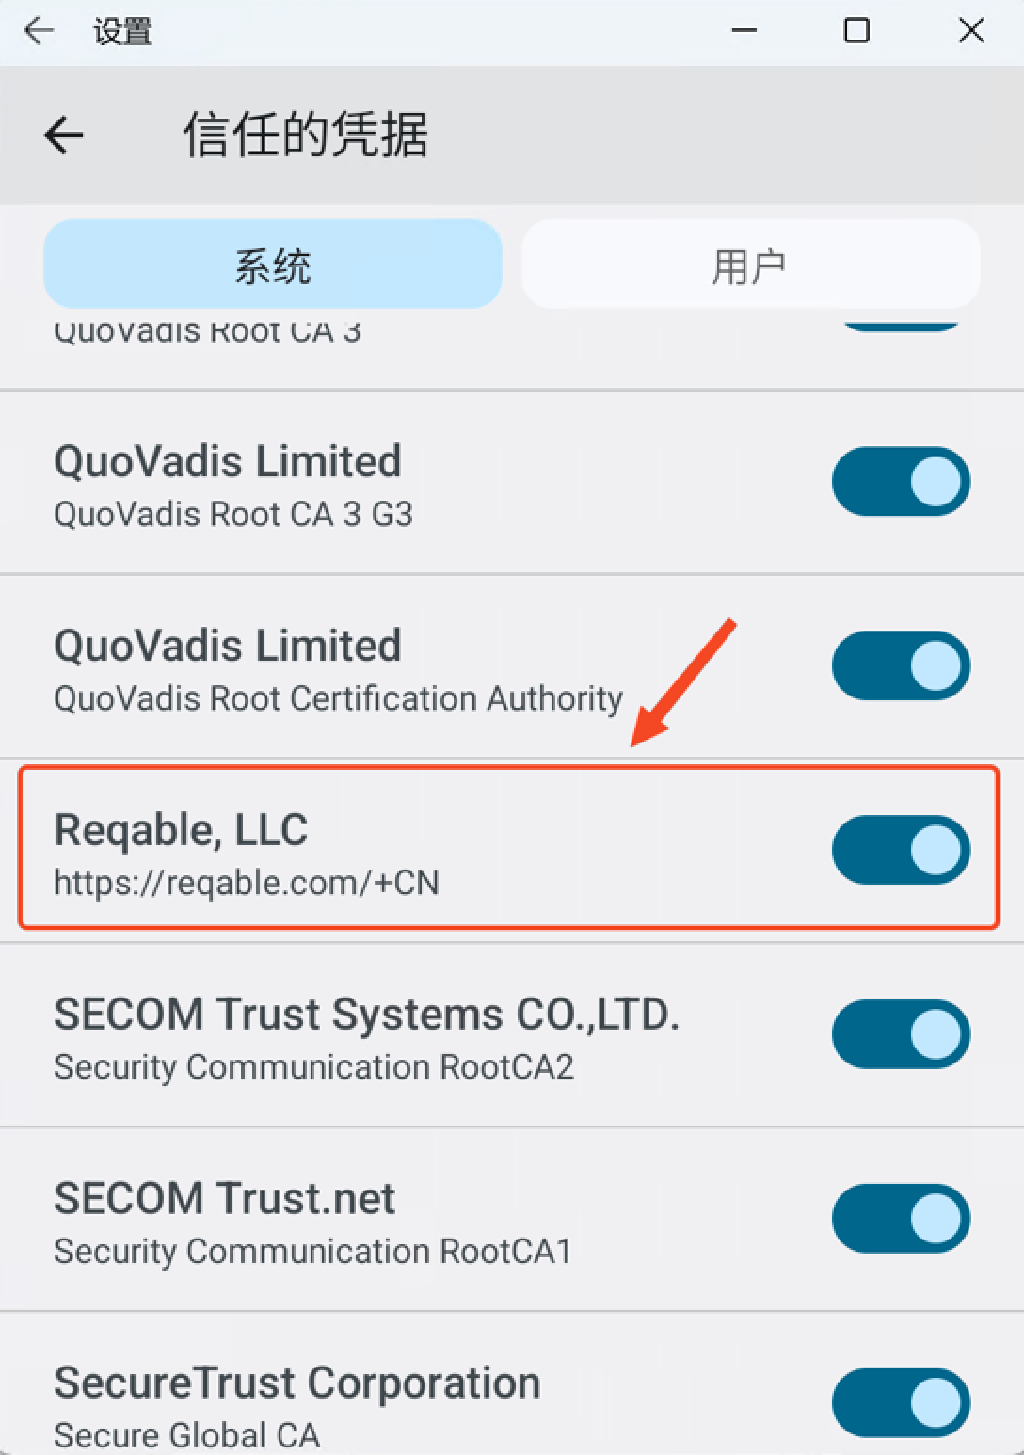 设置
信任的凭据
系统
用户
QuoVadis Root CA 3
QuoVadis Limited
QuoVadis Root CA 3 G3
QuoVadis Limited
QuoVadis Root Certification Authority
Reqable, LLC
https://reqable.com/+CN
SECOM Trust Systems CO.,LTD.
Security Communication RootCA2
SECOM Trust.net
Security Communication RootCA1
SecureTrust Corporation
Secure Global CA